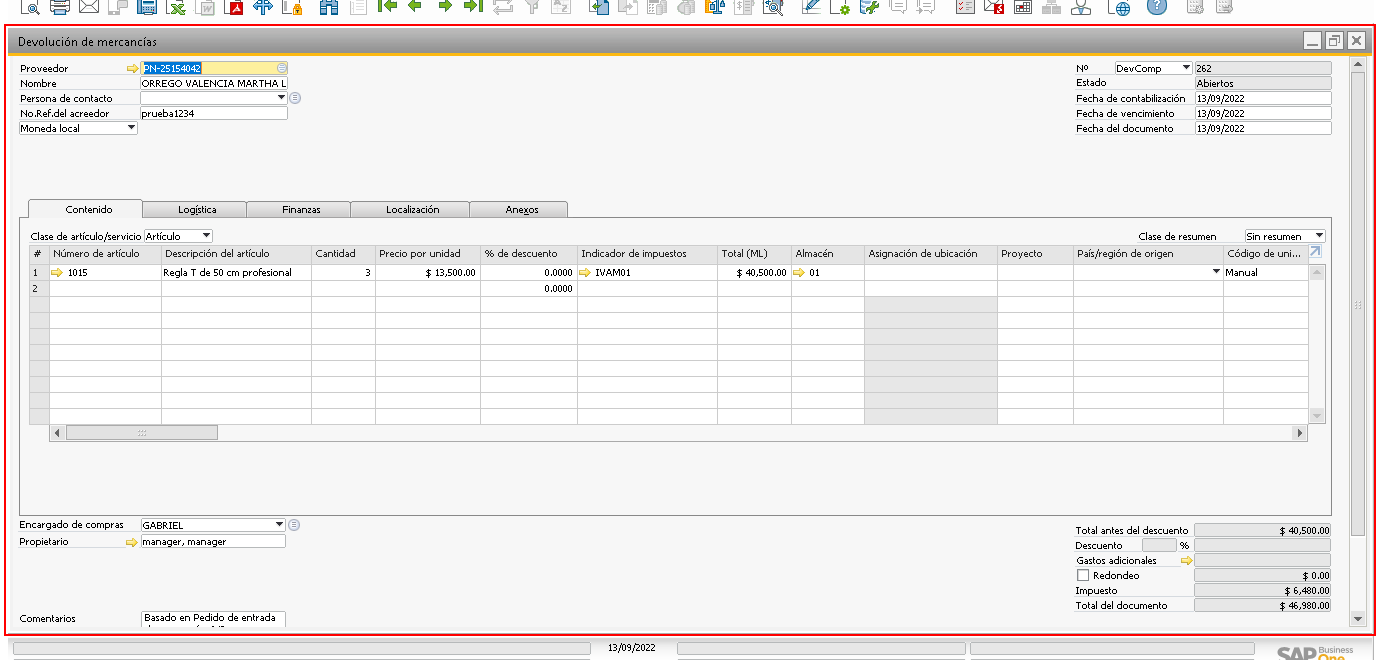 Devolución de mercancías
Proveedor PN-25154042
Nombre ORREGO VALENCIA MARTHA L
Persona de contacto
No.Ref.del acreedor prueba1234
Moneda local
Nº DevComp 262
Estado Abiertos
Fecha de contabilización 13/09/2022
Fecha de vencimiento 13/09/2022
Fecha del documento 13/09/2022
Contenido Logística Finanzas Localización Anexos
Clase de artículo/servicio Artículo Clase de resumen Sin resumen
# Número de artículo Descripción del artículo Cantidad Precio por unidad % de descuento Indicador de impuestos Total (ML) Almacén Asignación de ubicación Proyecto País/región de origen Código de uni...
1 1015 Regla T de 50 cm profesional 3 $ 13,500.00 0.0000 IVAM01 $ 40,500.00 01 Manual
2 0.0000
Encargado de compras GABRIEL
Propietario manager, manager
Comentarios Basado en Pedido de entrada
Total antes del descuento $ 40,500.00
Descuento %
Gastos adicionales
Redondeo $ 0.00
Impuesto $ 6,480.00
Total del documento $ 46,980.00
13/09/2022
SAP Business One